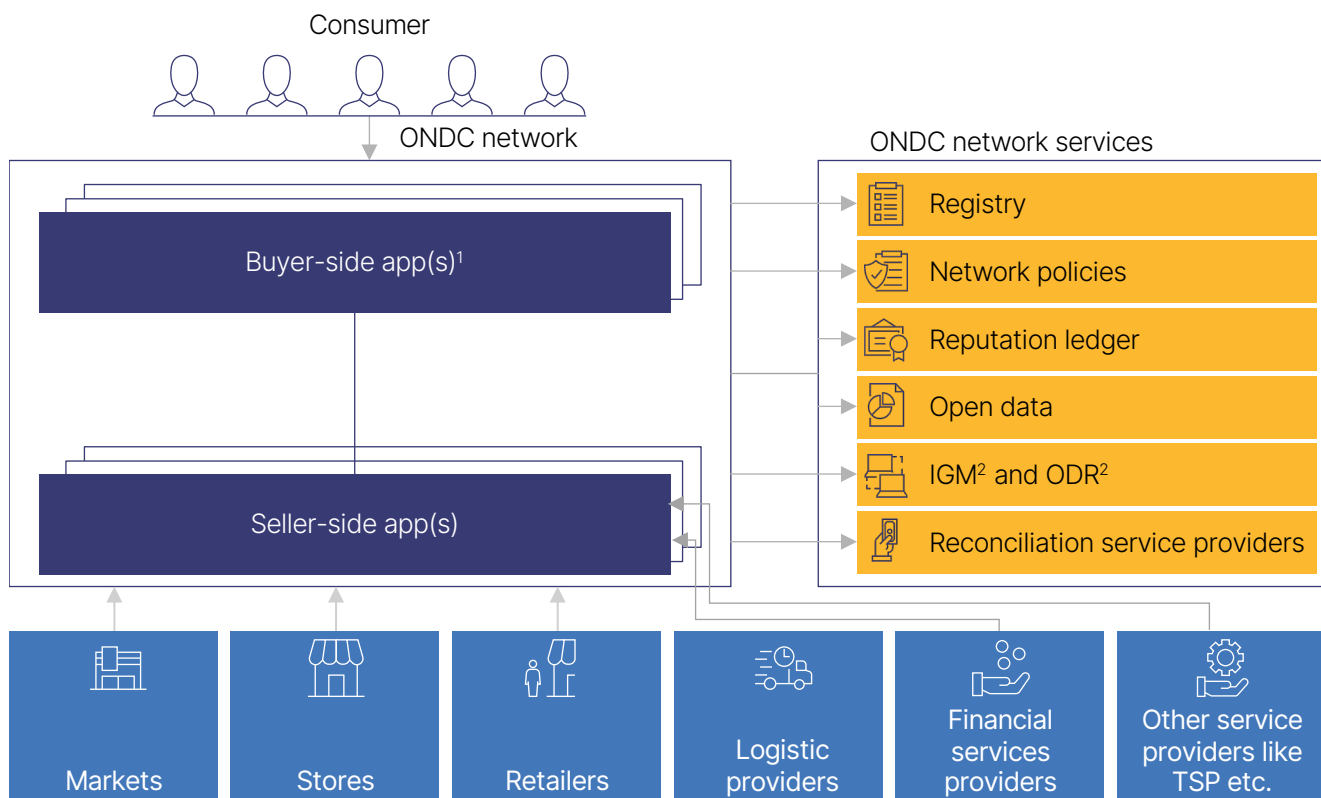 Consumer
ONDC network
ONDC network services
Buyer-side app(s)¹
Seller-side app(s)
Registry
Network policies
Reputation ledger
Open data
IGM² and ODR²
Reconciliation service providers
Markets
Stores
Retailers
Logistic
providers
Financial
services
providers
Other service
providers like
TSP etc.